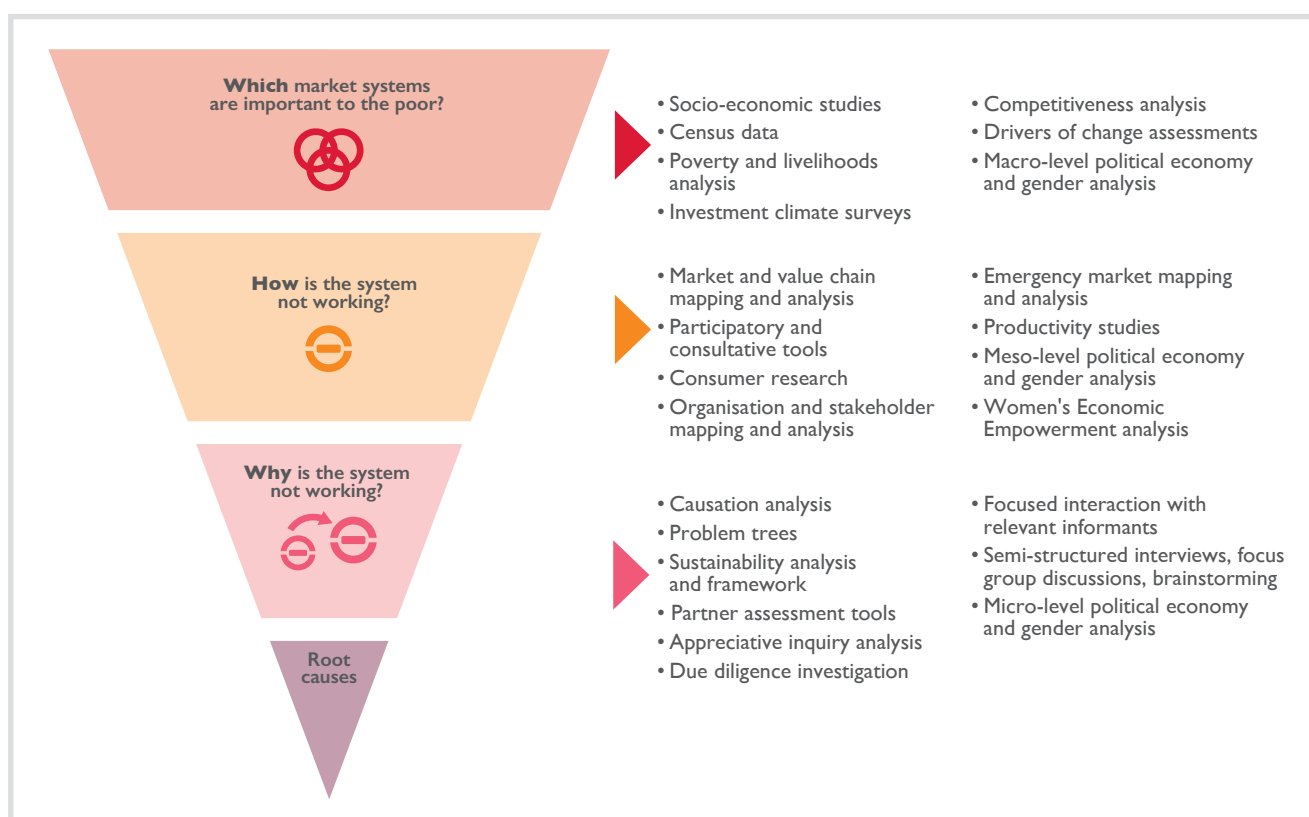 Which market systems
are important to the poor?
• Socio-economic studies
• Census data
• Poverty and livelihoods
analysis
• Investment climate surveys
• Competitiveness analysis
• Drivers of change assessments
• Macro-level political economy
and gender analysis
How is the system
not working?
• Market and value chain
mapping and analysis
• Participatory and
consultative tools
• Consumer research
• Organisation and stakeholder
mapping and analysis
• Emergency market mapping
and analysis
• Productivity studies
• Meso-level political economy
and gender analysis
• Women's Economic
Empowerment analysis
Why is the system
not working?
• Causation analysis
• Problem trees
• Sustainability analysis
and framework
• Partner assessment tools
• Appreciative inquiry analysis
• Due diligence investigation
• Focused interaction with
relevant informants
• Semi-structured interviews, focus
group discussions, brainstorming
• Micro-level political economy
and gender analysis
Root
causes